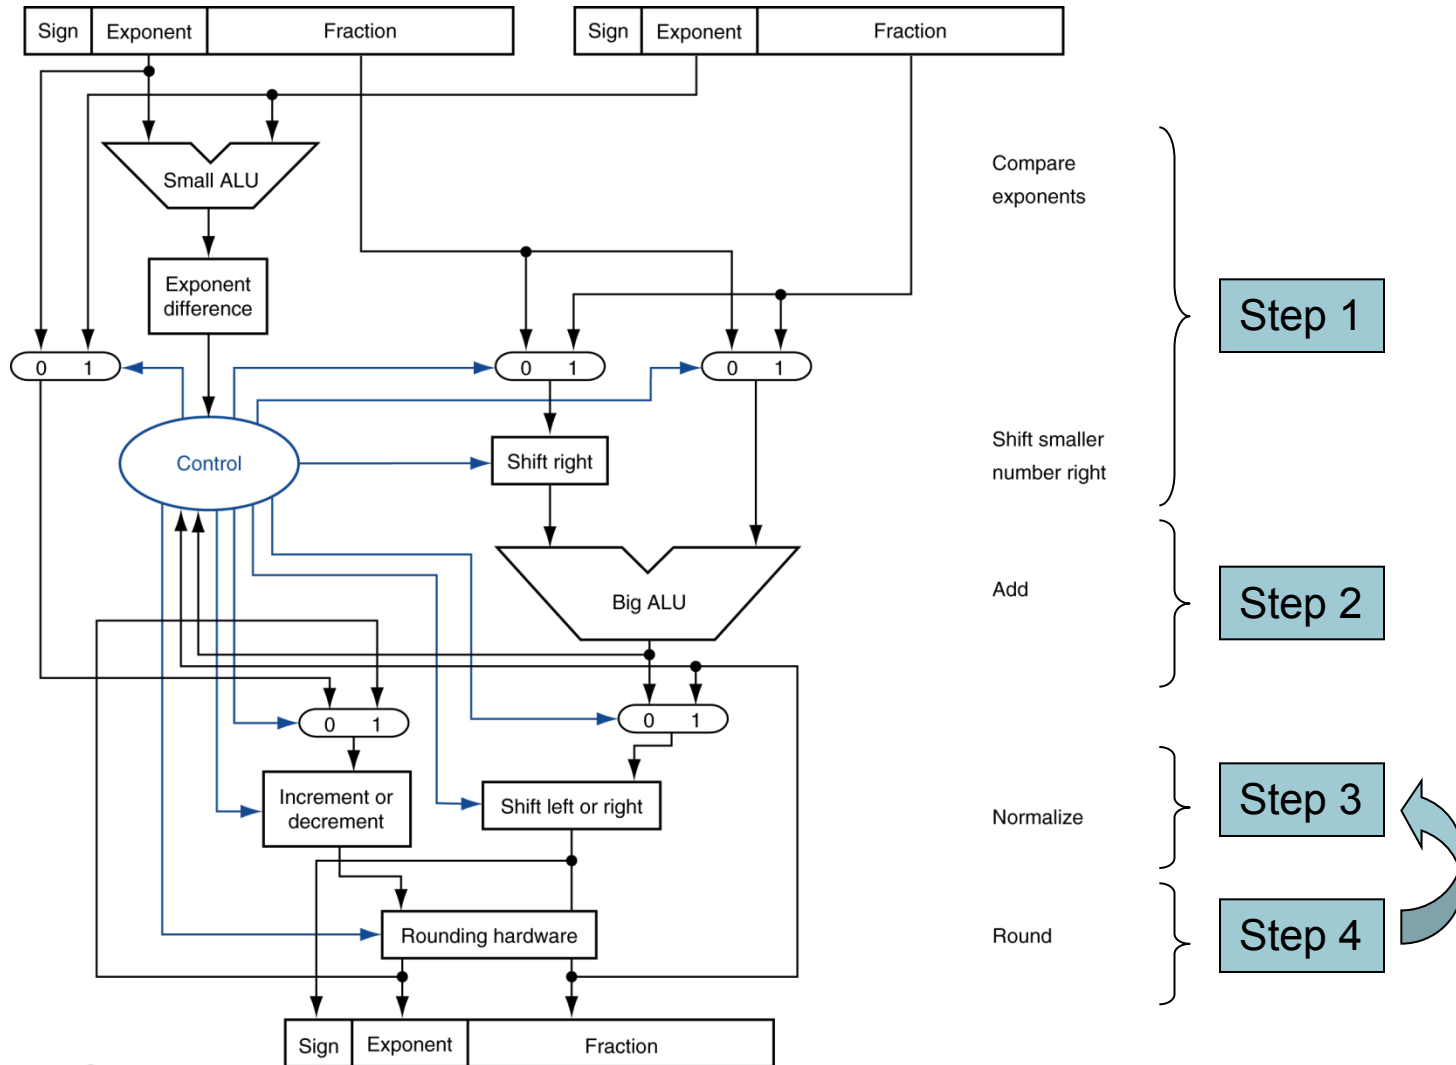 Sign Exponent Fraction
Sign Exponent Fraction
Small ALU
Compare
exponents
Exponent
difference
Step 1
0 1
0 1
0 1
Control
Shift right
Shift smaller
number right
Big ALU
Add
Step 2
0 1
0 1
Increment or
decrement
Shift left or right
Normalize
Step 3
Rounding hardware
Round
Step 4
Sign Exponent Fraction